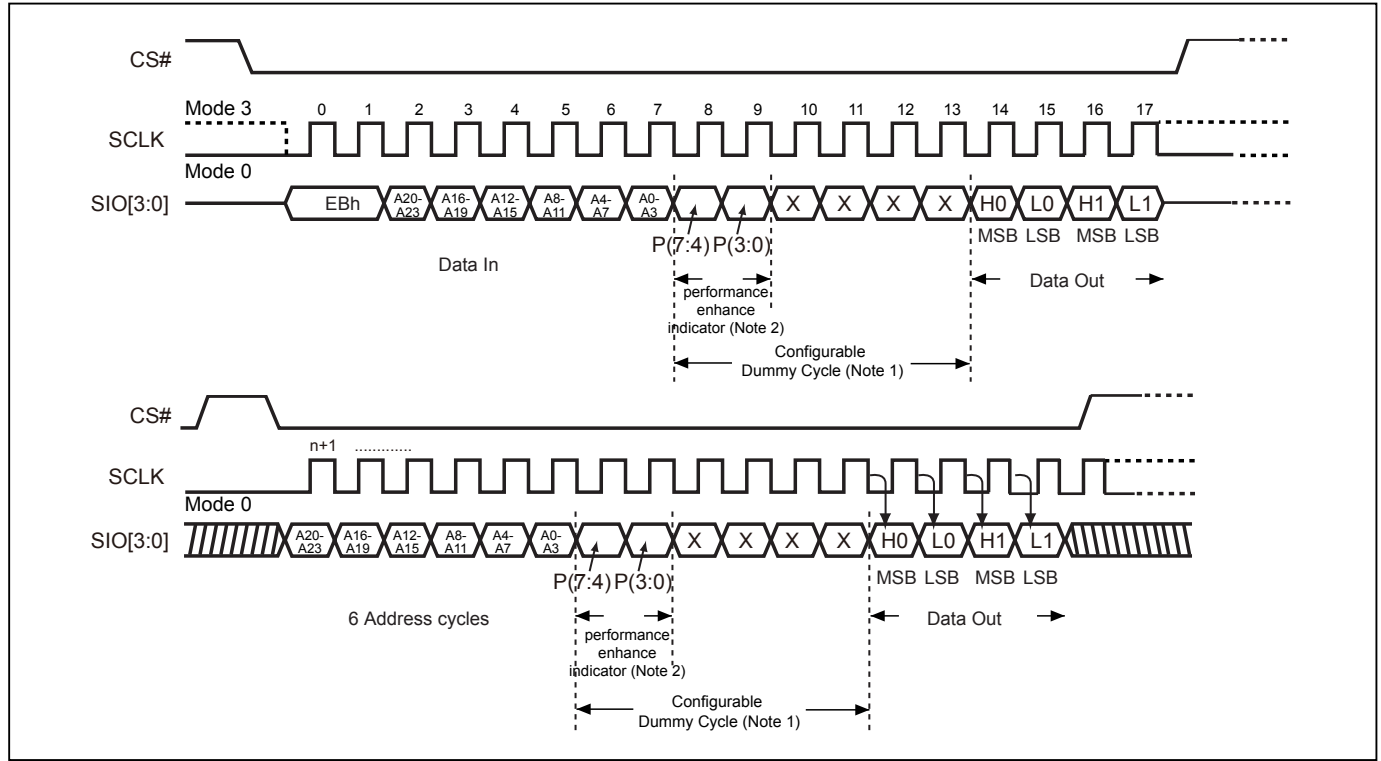 CS#
Mode 3
0 1 2 3 4 5 6 7 8 9 10 11 12 13 14 15 16 17
SCLK
Mode 0
SIO[3:0]
EBh A20-A23 A16-A19 A12-A15 A8-A11 A4-A7 A0-A3 X X X X H0 L0 H1 L1
P(7:4) P(3:0)
MSB LSB MSB LSB
Data In
Data Out
performance
enhance
indicator (Note 2)
Configurable
Dummy Cycle (Note 1)
CS#
n+1 .............
SCLK
Mode 0
SIO[3:0]
A20-A23 A16-A19 A12-A15 A8-A11 A4-A7 A0-A3 X X X X H0 L0 H1 L1
P(7:4) P(3:0)
MSB LSB MSB LSB
6 Address cycles
Data Out
performance
enhance
indicator (Note 2)
Configurable
Dummy Cycle (Note 1)